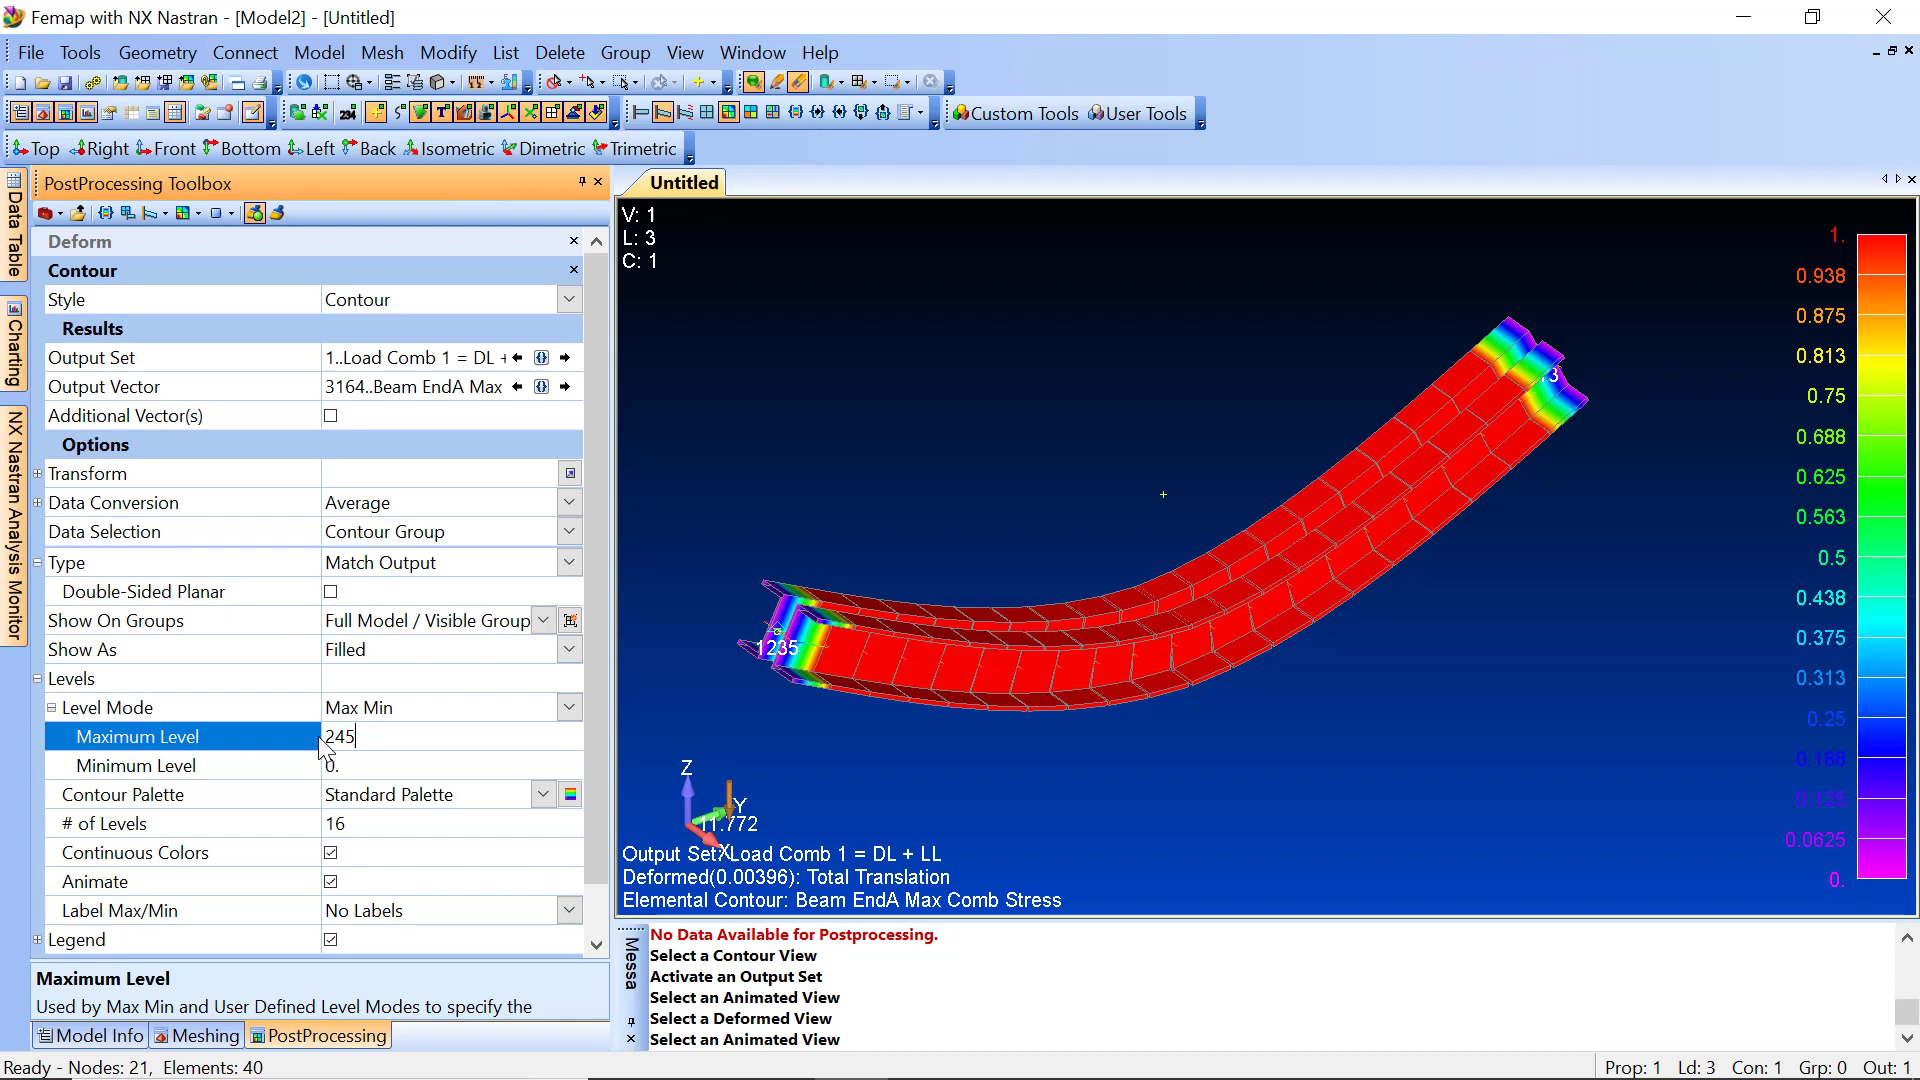 Femap with NX Nastran - [Model2] - [Untitled]
File Tools Geometry Connect Model Mesh Modify List Delete Group View Window Help
234
Custom Tools User Tools
Top Right Front Bottom Left Back Isometric Dimetric Trimetric
Data Table
Charting
NX Nastran Analysis Monitor
PostProcessing Toolbox
Deform
Contour
Style Contour
Results
Output Set 1..Load Comb 1 = DL +
Output Vector 3164..Beam EndA Max
Additional Vector(s)
Options
Transform
Data Conversion Average
Data Selection Contour Group
Type Match Output
Double-Sided Planar
Show On Groups Full Model / Visible Group
Show As Filled
Levels
Level Mode Max Min
Maximum Level 245
Minimum Level 0.
Contour Palette Standard Palette
# of Levels 16
Continuous Colors
Animate
Label Max/Min No Labels
Legend
Maximum Level
Used by Max Min and User Defined Level Modes to specify the
Model Info Meshing PostProcessing
Untitled
V: 1
L: 3
C: 1
1.
0.938
0.875
0.813
0.75
0.688
0.625
0.563
0.5
0.438
0.375
0.313
0.25
0.188
0.125
0.0625
0.
1235
Z
Y
X
11.772
Output Set: Load Comb 1 = DL + LL
Deformed(0.00396): Total Translation
Elemental Contour: Beam EndA Max Comb Stress
Messa
No Data Available for Postprocessing.
Select a Contour View
Activate an Output Set
Select an Animated View
Select a Deformed View
Select an Animated View
Ready - Nodes: 21, Elements: 40
Prop: 1 Ld: 3 Con: 1 Grp: 0 Out: 1